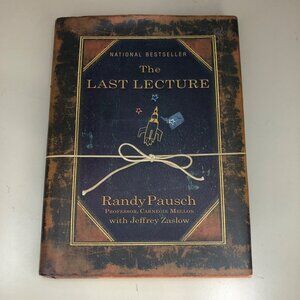 NATIONAL BESTSELLER
The
LAST LECTURE
Randy Pausch
PROFESSOR, CARNEGIE MELLON
with Jeffrey Zaslow